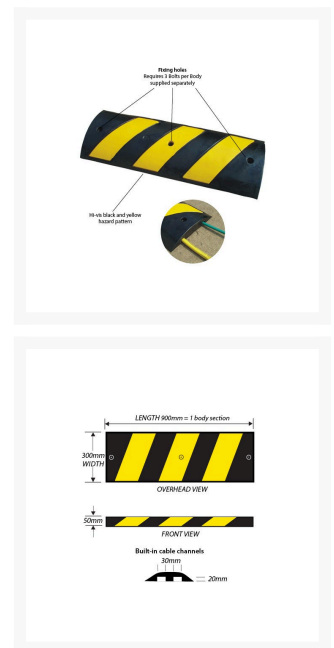 Fixing holes
Requires 3 Bolts per Body
supplied separately
Hi-vis black and yellow
hazard pattern
LENGTH 900mm = 1 body section
300mm
WIDTH
OVERHEAD VIEW
50mm
FRONT VIEW
Built-in cable channels
30mm
20mm